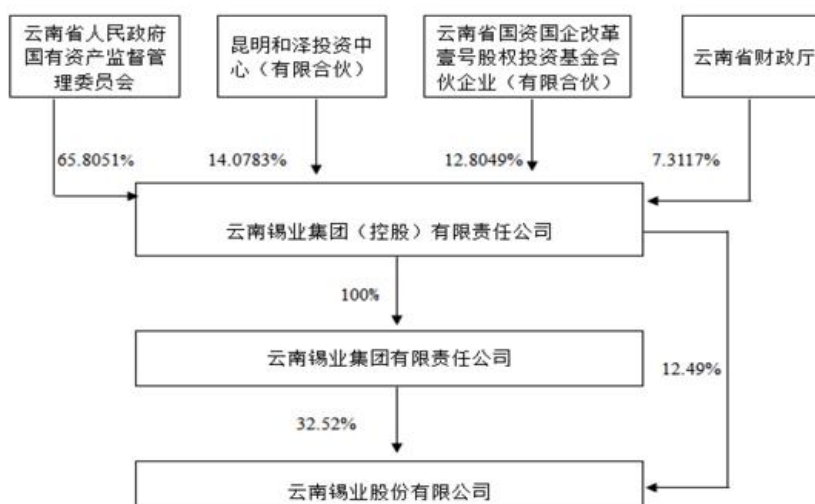 云南省人民政府
国有资产监督管
理委员会
昆明和泽投资中
心（有限合伙）
云南省国资国企改革
壹号股权投资基金合
伙企业（有限合伙）
云南省财政厅
65.8051%
14.0783%
12.8049%
7.3117%
云南锡业集团（控股）有限责任公司
100%
云南锡业集团有限责任公司
12.49%
32.52%
云南锡业股份有限公司